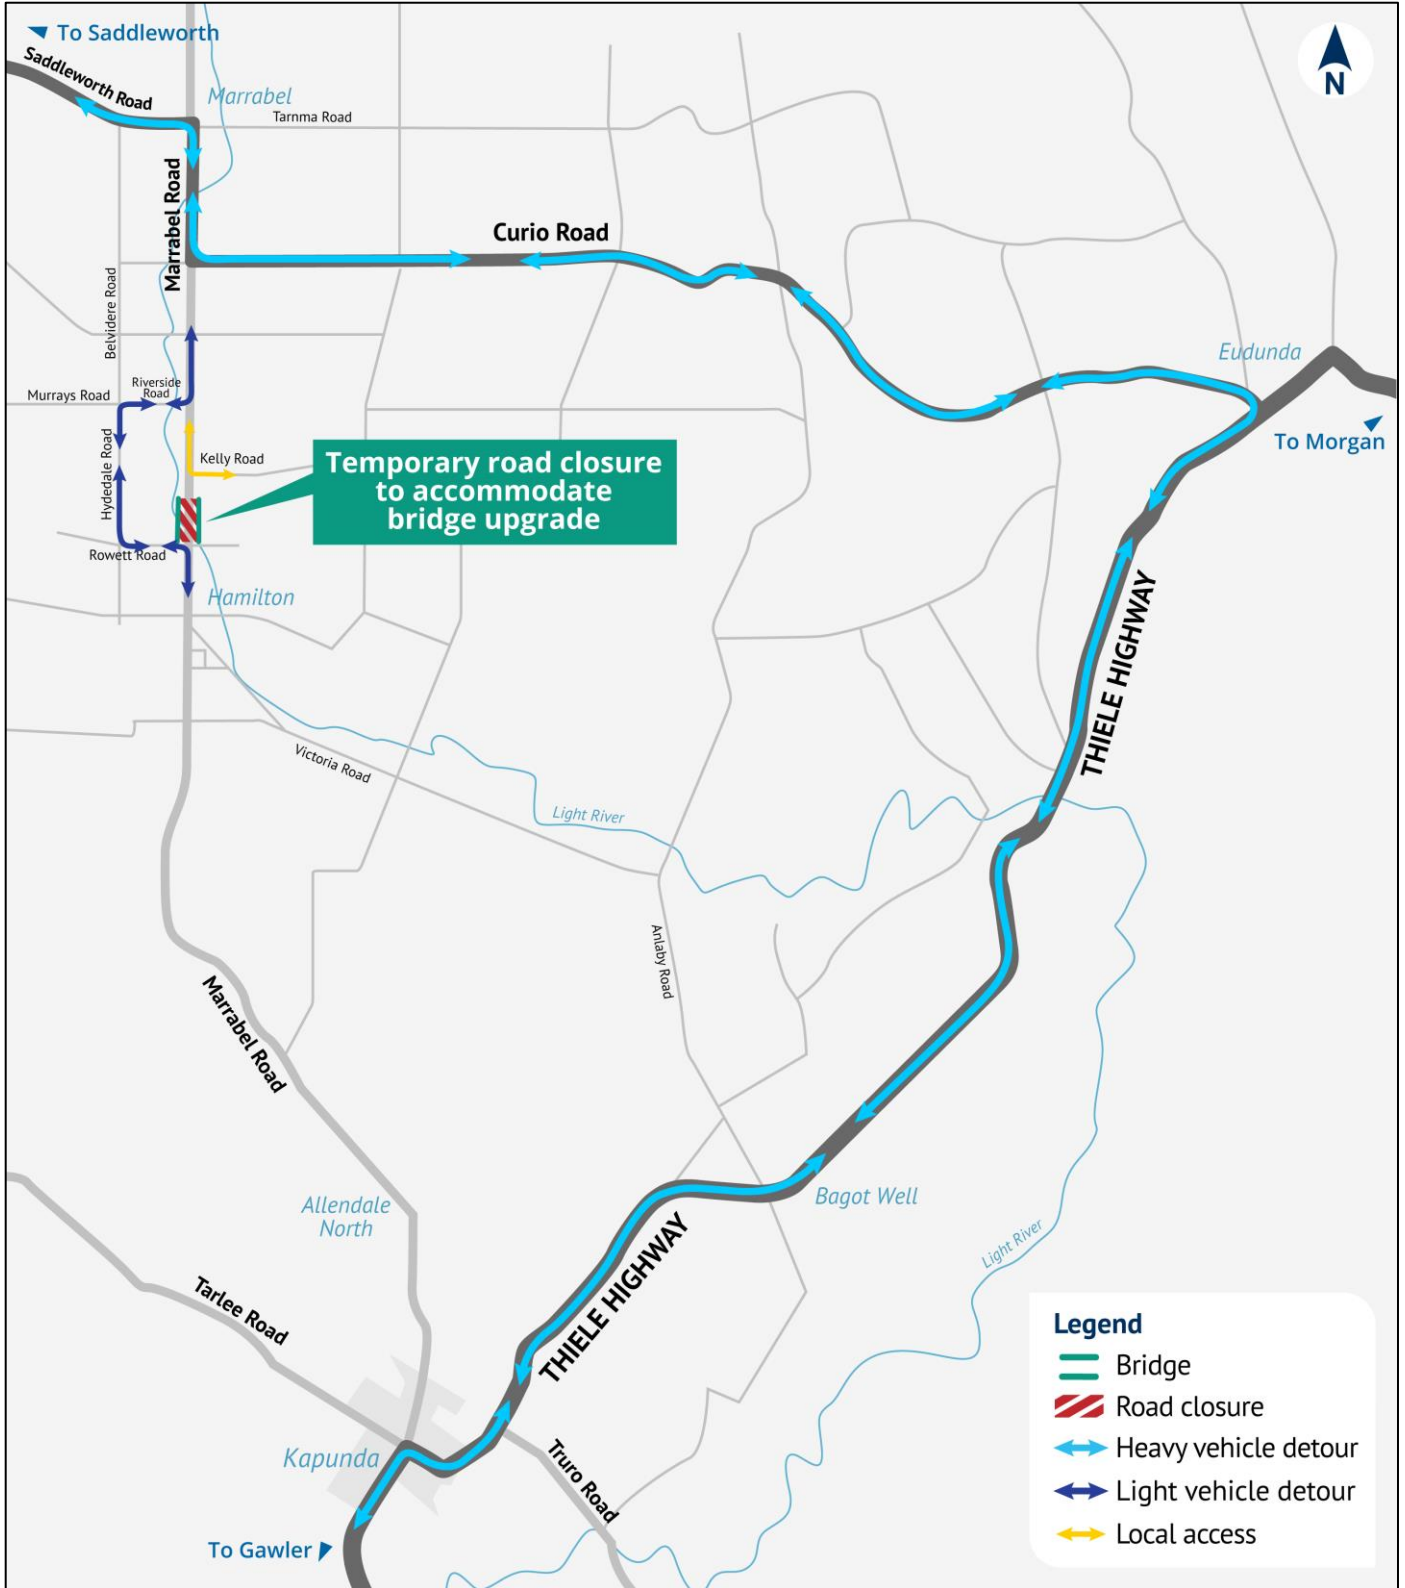 To Saddleworth
Saddleworth Road
N
Marrabel
Tarnma Road
Marrabel Road
Curio Road
Belvidere Road
Eudunda
Riverside
Road
Murrays Road
To Morgan
Hydedale Road
Kelly Road
Temporary road closure
to accommodate
bridge upgrade
Rowett Road
Hamilton
THIELE HIGHWAY
Victoria Road
Light River
Anlaby Road
Marrabel Road
Bagot Well
Allendale
North
Light River
THIELE HIGHWAY
Tarlee Road
Kapunda
Truro Road
To Gawler
Legend
Bridge
Road closure
Heavy vehicle detour
Light vehicle detour
Local access